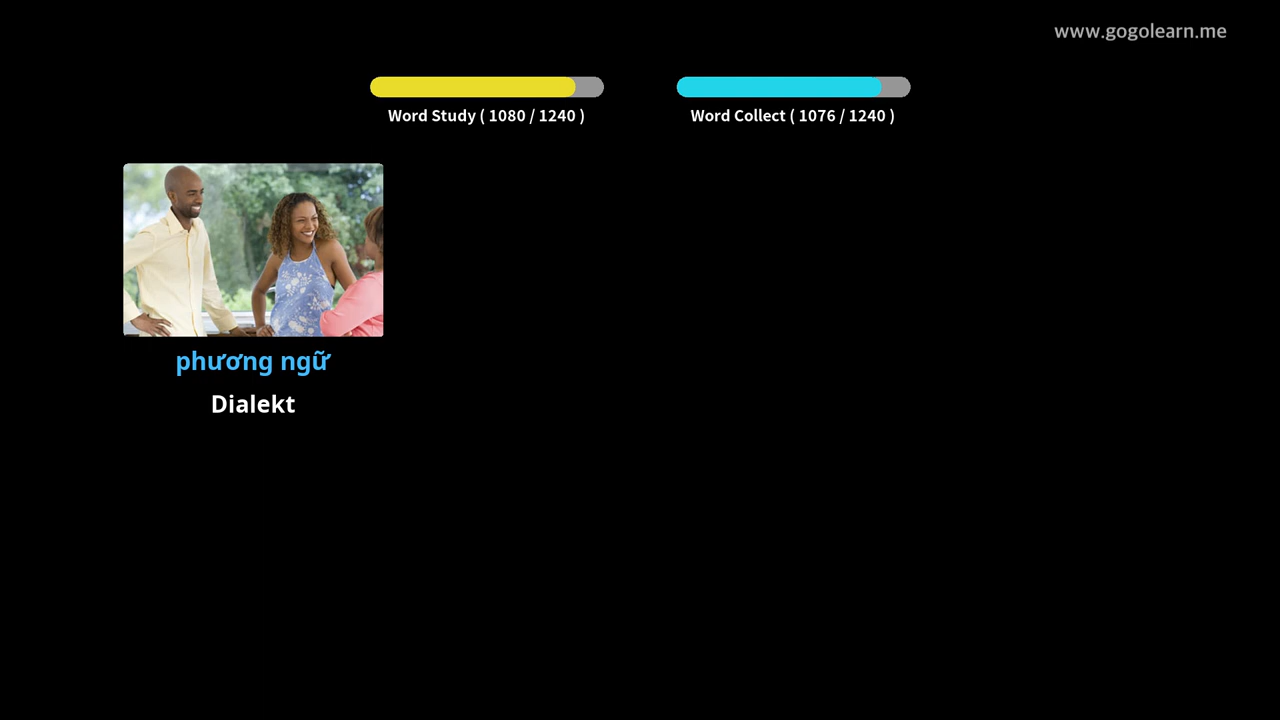 www.gogolearn.me
Word Study ( 1080 / 1240 )
Word Collect ( 1076 / 1240 )
phương ngữ
Dialekt